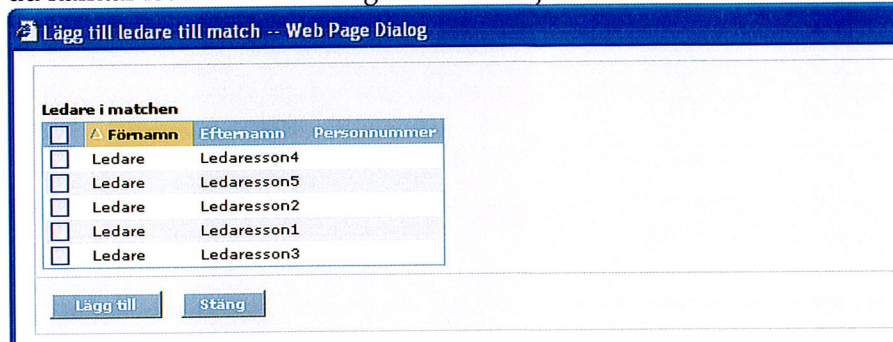 Lägg till ledare till match -- Web Page Dialog
Ledare i matchen
Förnamn Efternamn Personnummer
Ledare Ledaresson4
Ledare Ledaresson5
Ledare Ledaresson2
Ledare Ledaresson1
Ledare Ledaresson3
Lägg till Stäng